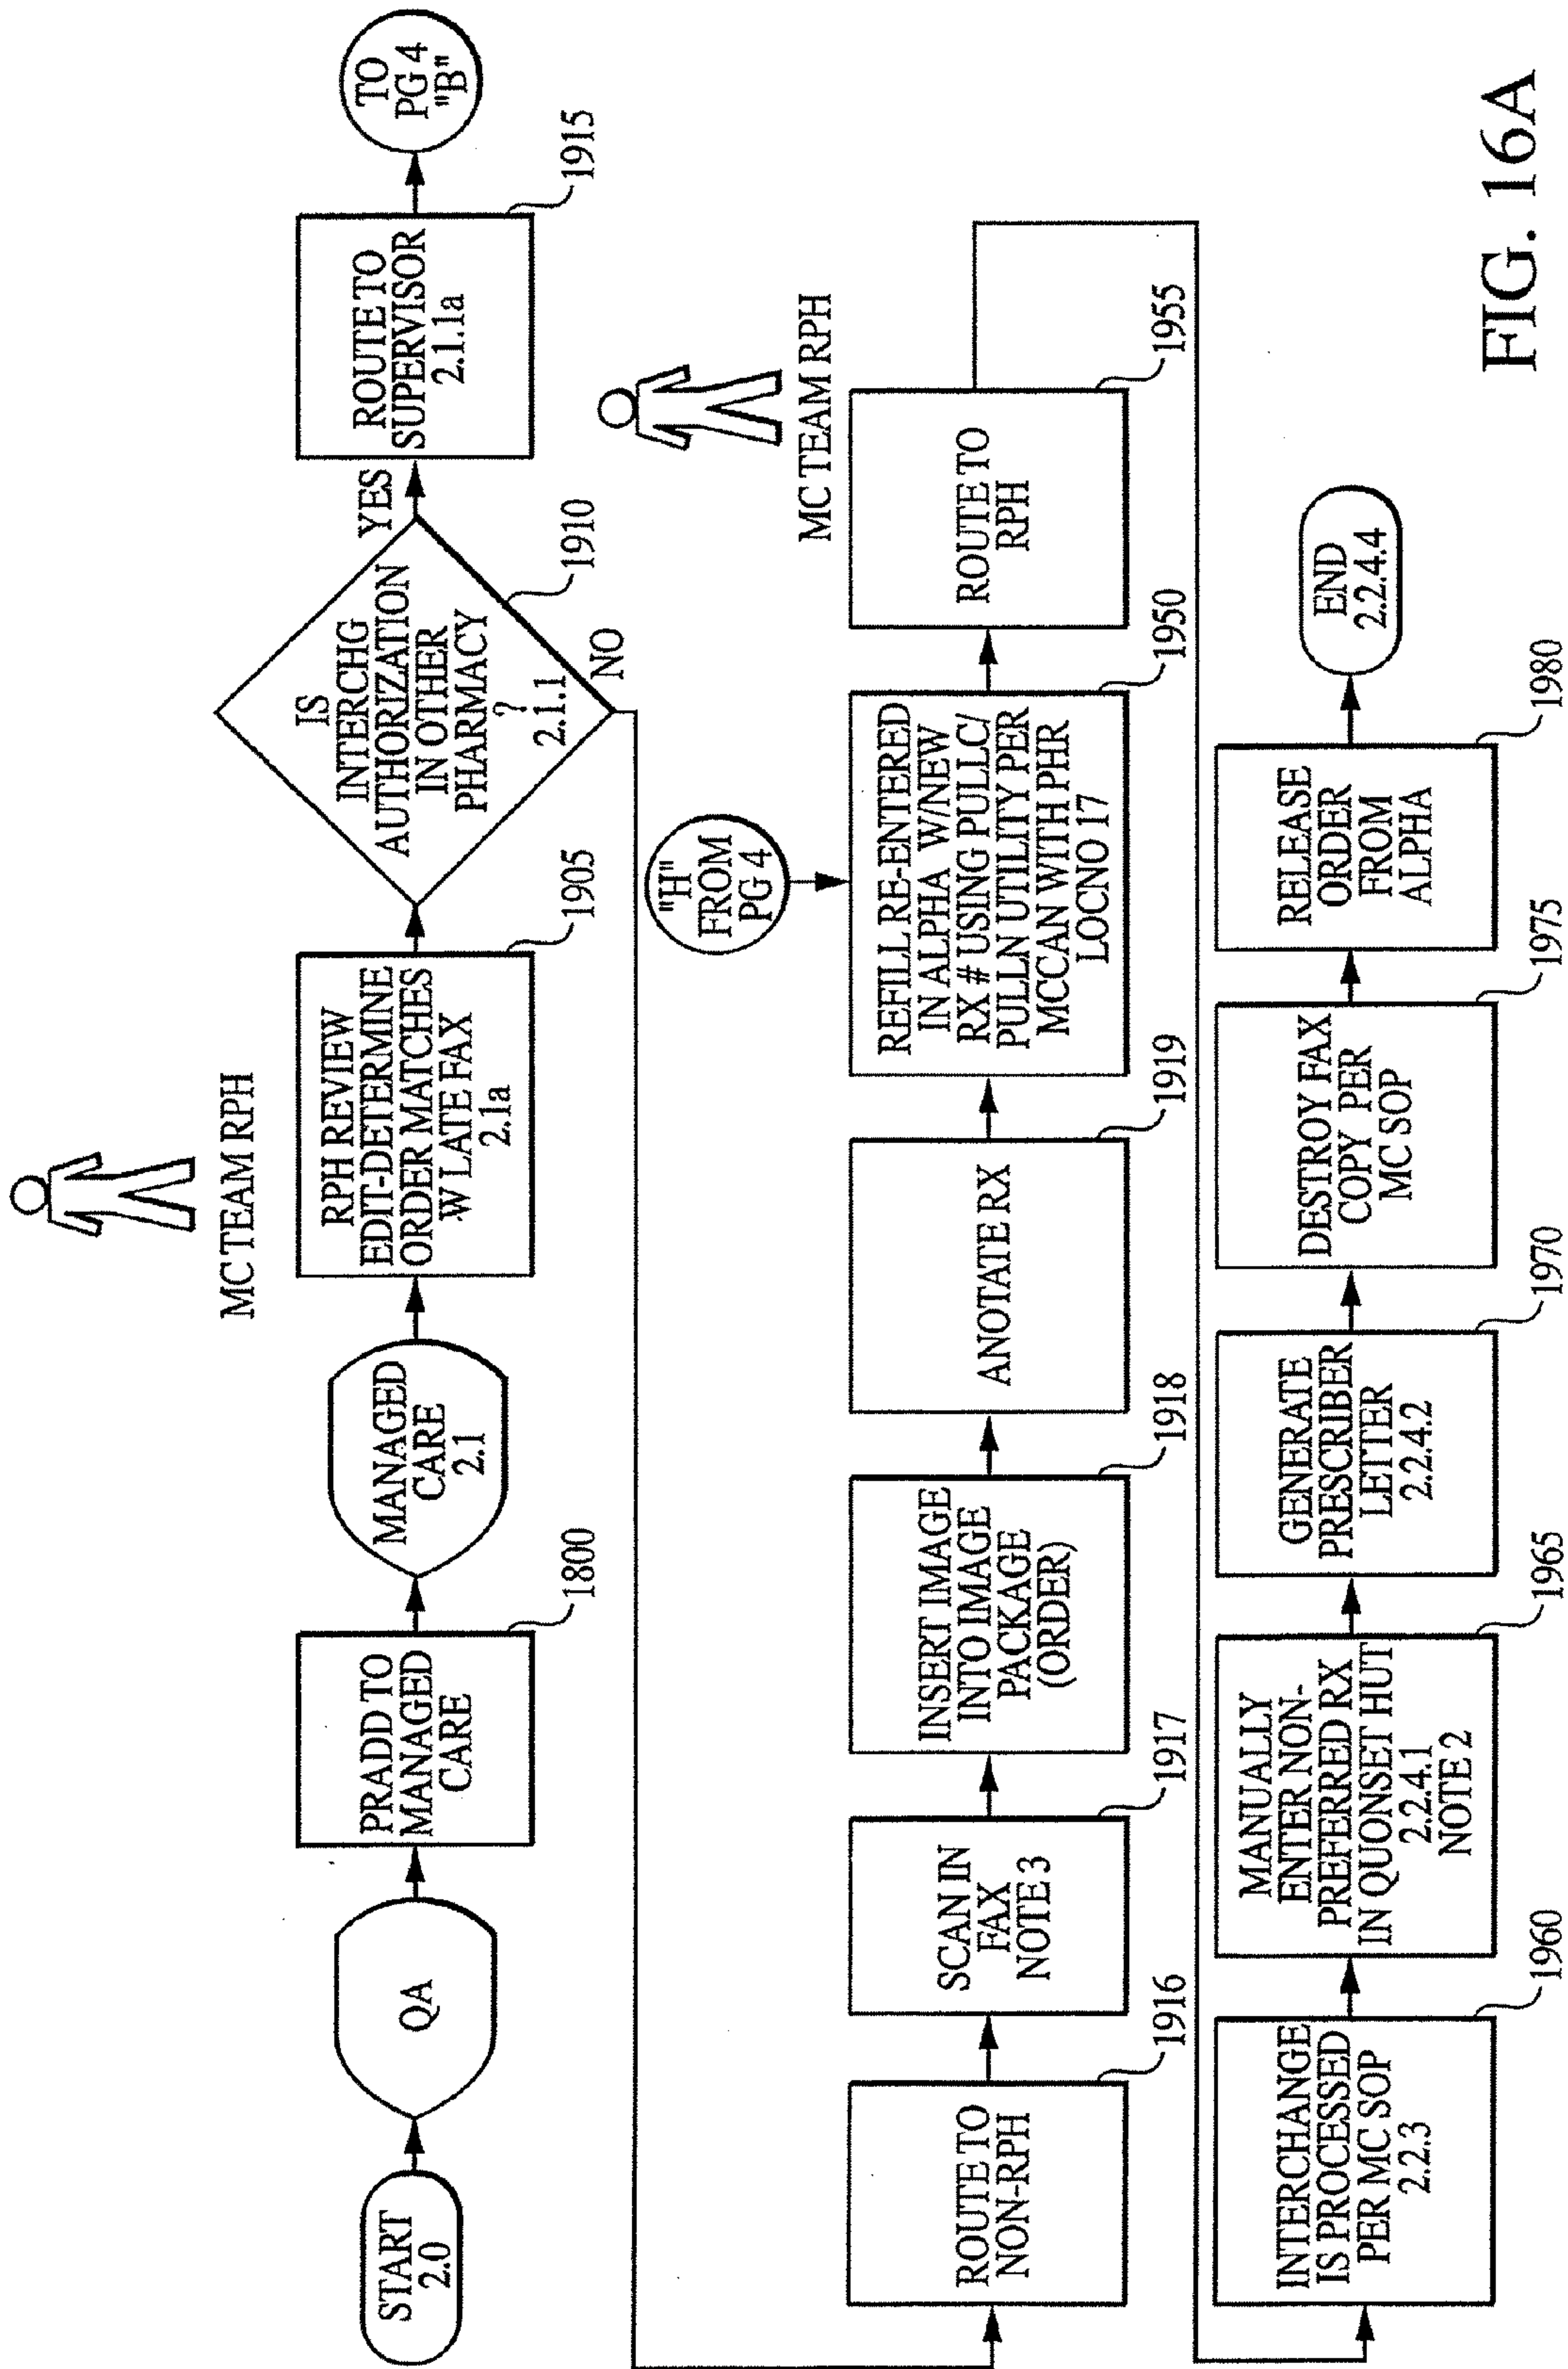 START
2.0
QA
PRADD TO
MANAGED
CARE
1800
MANAGED
CARE
2.1
MC TEAM RPH
RPH REVIEW
EDIT-DETERMINE
ORDER MATCHES
W LATE FAX
2.1a
1905
IS
INTERCHG
AUTHORIZATION
IN OTHER
PHARMACY
?
2.1.1
1910
YES
NO
ROUTE TO
SUPERVISOR
2.1.1a
1915
TO
PG 4
"B"
ROUTE TO
NON-RPH
1916
SCAN IN
FAX
NOTE 3
1917
INSERT IMAGE
INTO IMAGE
PACKAGE
(ORDER)
1918
ANOTATE RX
1919
"H"
FROM
PG 4
REFILL RE-ENTERED
IN ALPHA W/NEW
RX # USING PULLC/
PULLN UTILITY PER
MCCAN WITH PHR
LOCNO 17
1950
MC TEAM RPH
ROUTE TO
RPH
1955
INTERCHANGE
IS PROCESSED
PER MC SOP
2.2.3
1960
MANUALLY
ENTER NON-
PREFERRED RX
IN QUONSET HUT
2.2.4.1
NOTE 2
1965
GENERATE
PRESCRIBER
LETTER
2.2.4.2
1970
DESTROY FAX
COPY PER
MC SOP
1975
RELEASE
ORDER
FROM
ALPHA
1980
END
2.2.4.4
FIG. 16A